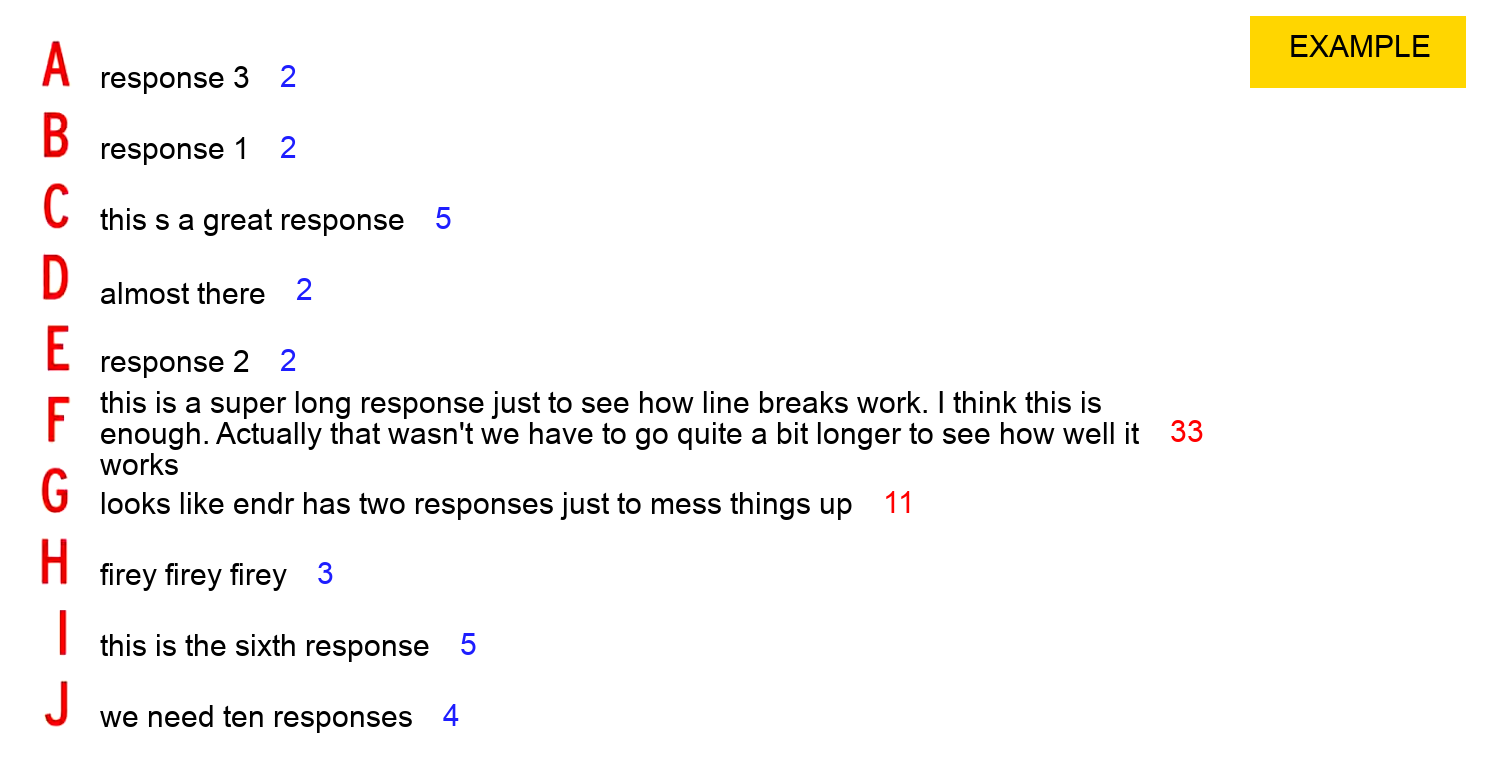 EXAMPLE
A response 3 2
B response 1 2
C this s a great response 5
D almost there 2
E response 2 2
F this is a super long response just to see how line breaks work. I think this is
enough. Actually that wasn't we have to go quite a bit longer to see how well it 33
works
G looks like endr has two responses just to mess things up 11
H firey firey firey 3
I this is the sixth response 5
J we need ten responses 4